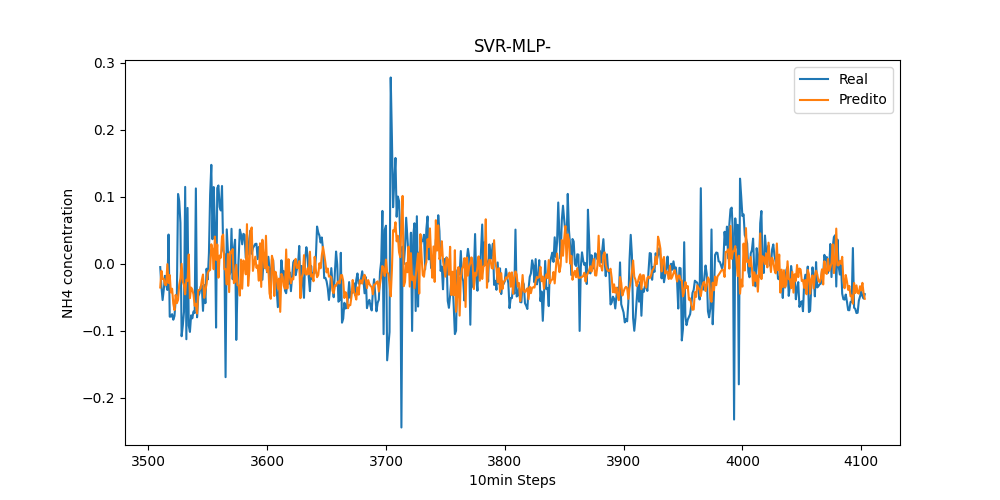 SVR-MLP-
Real
Predito
NH4 concentration
0.3
0.2
0.1
0.0
−0.1
−0.2
3500 3600 3700 3800 3900 4000 4100
10min Steps